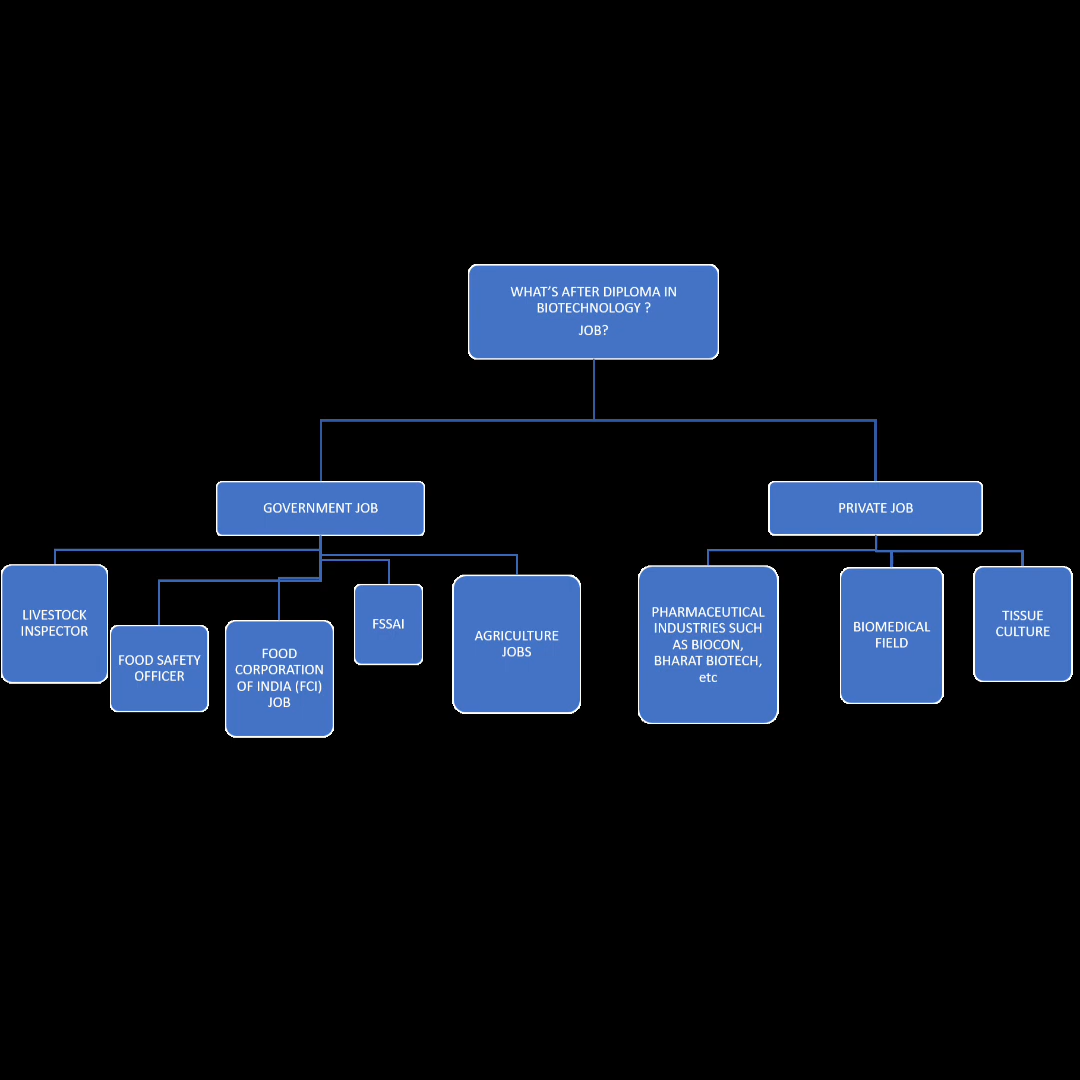 WHAT’S AFTER DIPLOMA IN
BIOTECHNOLOGY ?
JOB?
GOVERNMENT JOB
PRIVATE JOB
LIVESTOCK
INSPECTOR
FOOD SAFETY
OFFICER
FOOD
CORPORATION
OF INDIA (FCI)
JOB
FSSAI
AGRICULTURE
JOBS
PHARMACEUTICAL
INDUSTRIES SUCH
AS BIOCON,
BHARAT BIOTECH,
etc
BIOMEDICAL
FIELD
TISSUE
CULTURE